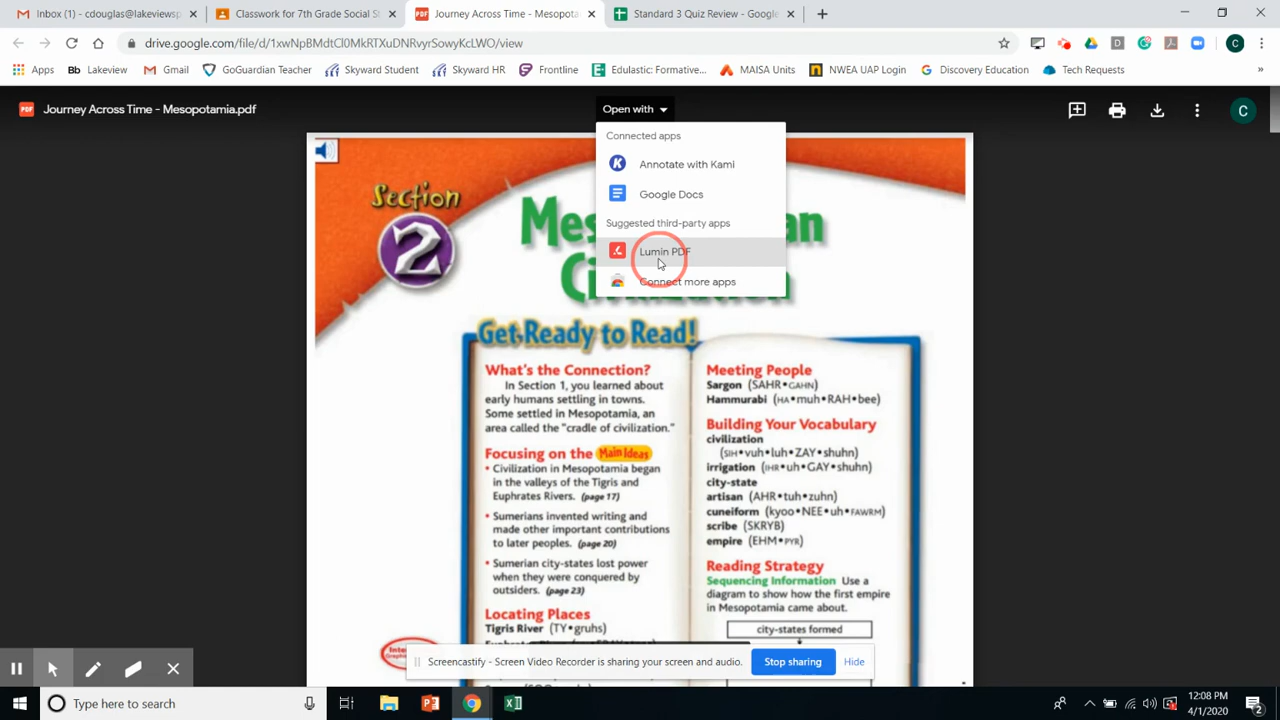 Inbox (10) - cdouglas@lakeviewsp
Classwork for 7th Grade Social St
Journey Across Time - Mesopotam
Standard 3 Quiz Review - Google
drive.google.com/file/d/1xwNpBMdtCl0MkRTXuDNRvyrSowyKcLWO/view
C
Apps
Bb Lakeview
Gmail
GoGuardian Teacher
Skyward Student
Skyward HR
Frontline
Edulastic: Formative...
MAISA Units
NWEA UAP Login
Discovery Education
Tech Requests
»
PDF Journey Across Time - Mesopotamia.pdf
Open with
C
Connected apps
Annotate with Kami
Google Docs
Suggested third-party apps
Lumin PDF
Connect more apps
Section
2
Get Ready to Read!
What's the Connection?
In Section 1, you learned about
early humans settling in towns.
Some settled in Mesopotamia, an
area called the "cradle of civilization."
Focusing on the Main Ideas
• Civilization in Mesopotamia began
in the valleys of the Tigris and
Euphrates Rivers. (page 17)
• Sumerians invented writing and
made other important contributions
to later peoples. (page 20)
• Sumerian city-states lost power
when they were conquered by
outsiders. (page 23)
Locating Places
Tigris River (TY•gruhs)
Meeting People
Sargon (SAHR•GAHN)
Hammurabi (HA•muh•RAH•bee)
Building Your Vocabulary
civilization
(SIH•vuh•luh•ZAY•shuhn)
irrigation (IHR•uh•GAY•shuhn)
city-state
artisan (AHR•tuh•zuhn)
cuneiform (kyoo•NEE•uh•FAWRM)
scribe (SKRYB)
empire (EHM•PYR)
Reading Strategy
Sequencing Information Use a
diagram to show how the first empire
in Mesopotamia came about.
city-states formed
Screencastify - Screen Video Recorder is sharing your screen and audio.
Stop sharing
Hide
Type here to search
12:08 PM
4/1/2020
2